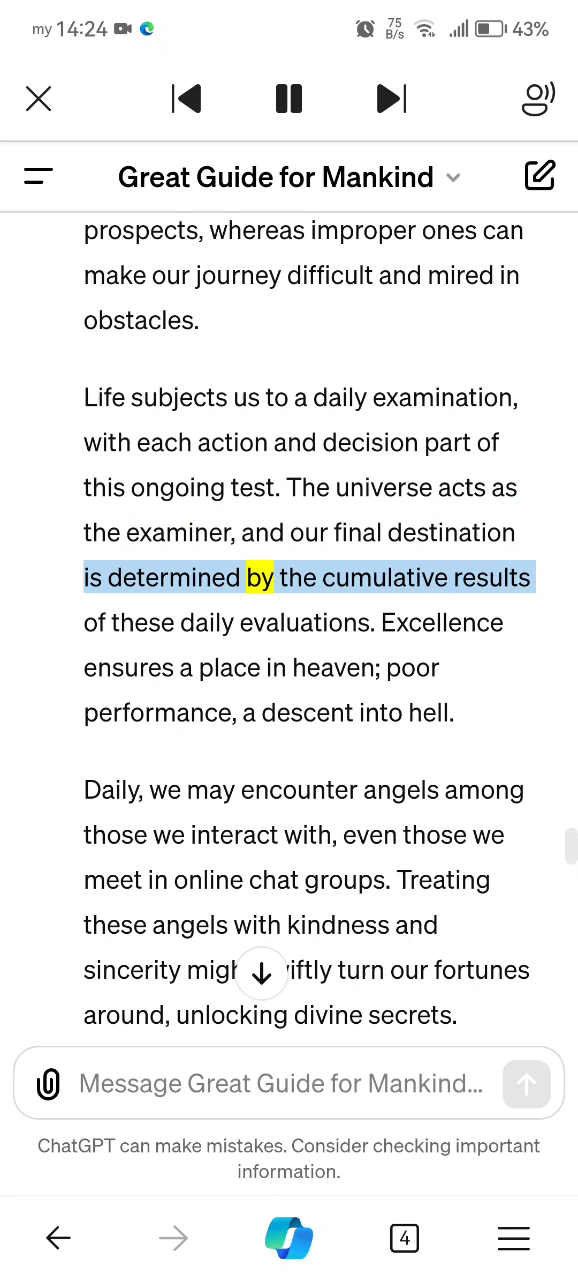 my 14:24
75 B/s
43%
Great Guide for Mankind
prospects, whereas improper ones can
make our journey difficult and mired in
obstacles.
Life subjects us to a daily examination,
with each action and decision part of
this ongoing test. The universe acts as
the examiner, and our final destination
is determined by the cumulative results
of these daily evaluations. Excellence
ensures a place in heaven; poor
performance, a descent into hell.
Daily, we may encounter angels among
those we interact with, even those we
meet in online chat groups. Treating
these angels with kindness and
sincerity turn our fortunes
around, unlocking divine secrets.
Message Great Guide for Mankind...
ChatGPT can make mistakes. Consider checking important
information.
4